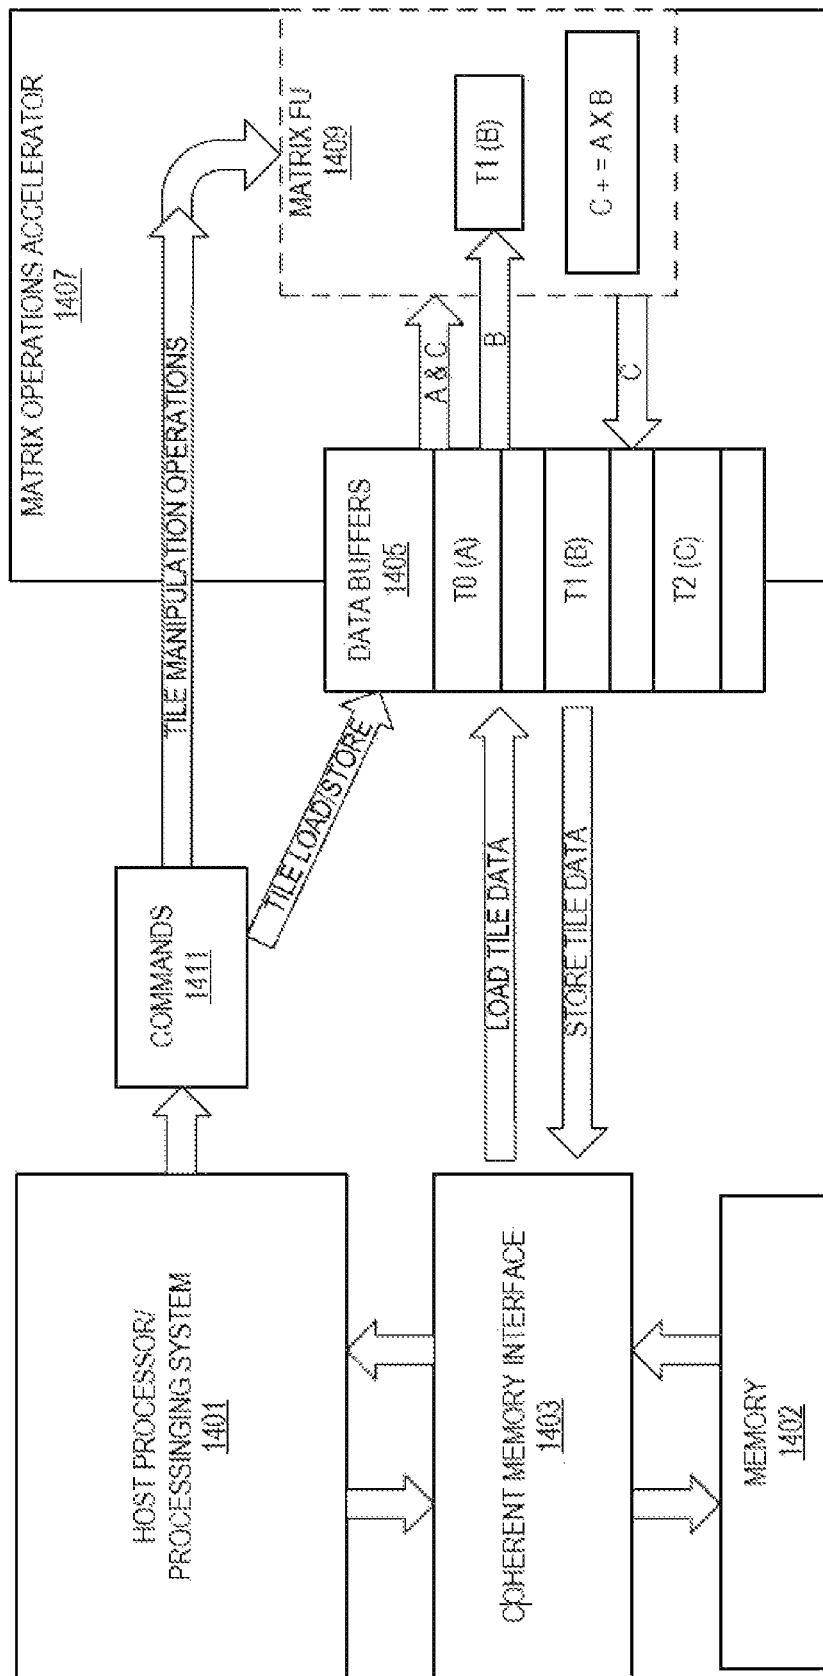 HOST PROCESSOR/
PROCESSINGING SYSTEM
1401
COMMANDS
1411
TILE MANIPULATION OPERATIONS
MATRIX OPERATIONS ACCELERATOR
1407
MATRIX FU
1409
TILE LOAD/STORE
DATA BUFFERS
1405
T0 (A)
T1 (B)
T2 (C)
A & C
B
T1 (B)
C + = A X B
C
COHERENT MEMORY INTERFACE
1403
LOAD TILE DATA
STORE TILE DATA
MEMORY
1402